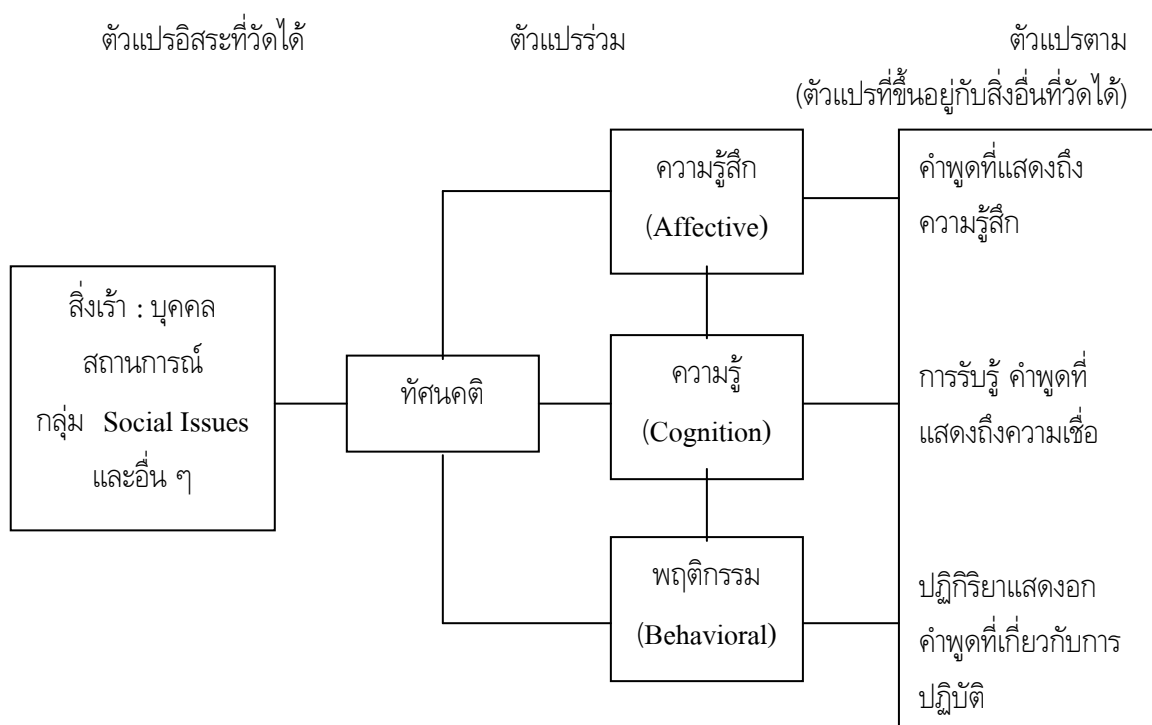 ตัวแปรอิสระที่วัดได้
ตัวแปรร่วม
ตัวแปรตาม
(ตัวแปรที่ขึ้นอยู่กับสิ่งอื่นที่วัดได้)
สิ่งเร้า : บุคคล
สถานการณ์
กลุ่ม Social Issues
และอื่น ๆ
ทัศนคติ
ความรู้สึก
(Affective)
ความรู้
(Cognition)
พฤติกรรม
(Behavioral)
คำพูดที่แสดงถึง
ความรู้สึก
การรับรู้ คำพูดที่
แสดงถึงความเชื่อ
ปฏิกิริยาแสดงอก
คำพูดที่เกี่ยวกับการ
ปฏิบัติ